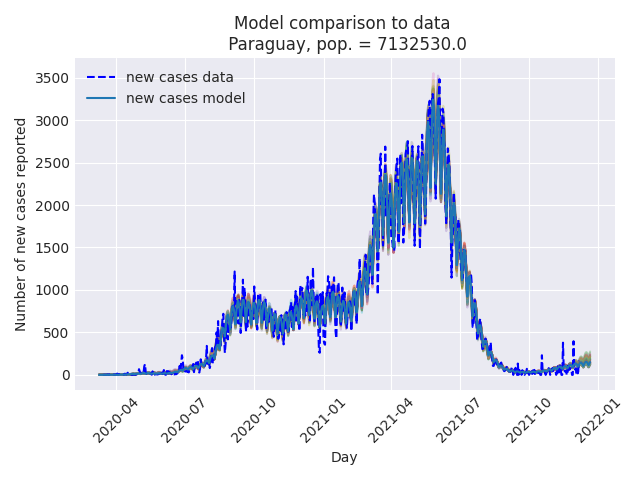 Model comparison to data
Paraguay, pop. = 7132530.0
new cases data
new cases model
Number of new cases reported
3500
3000
2500
2000
1500
1000
500
0
2020-04
2020-07
2020-10
2021-01
2021-04
2021-07
2021-10
2022-01
Day